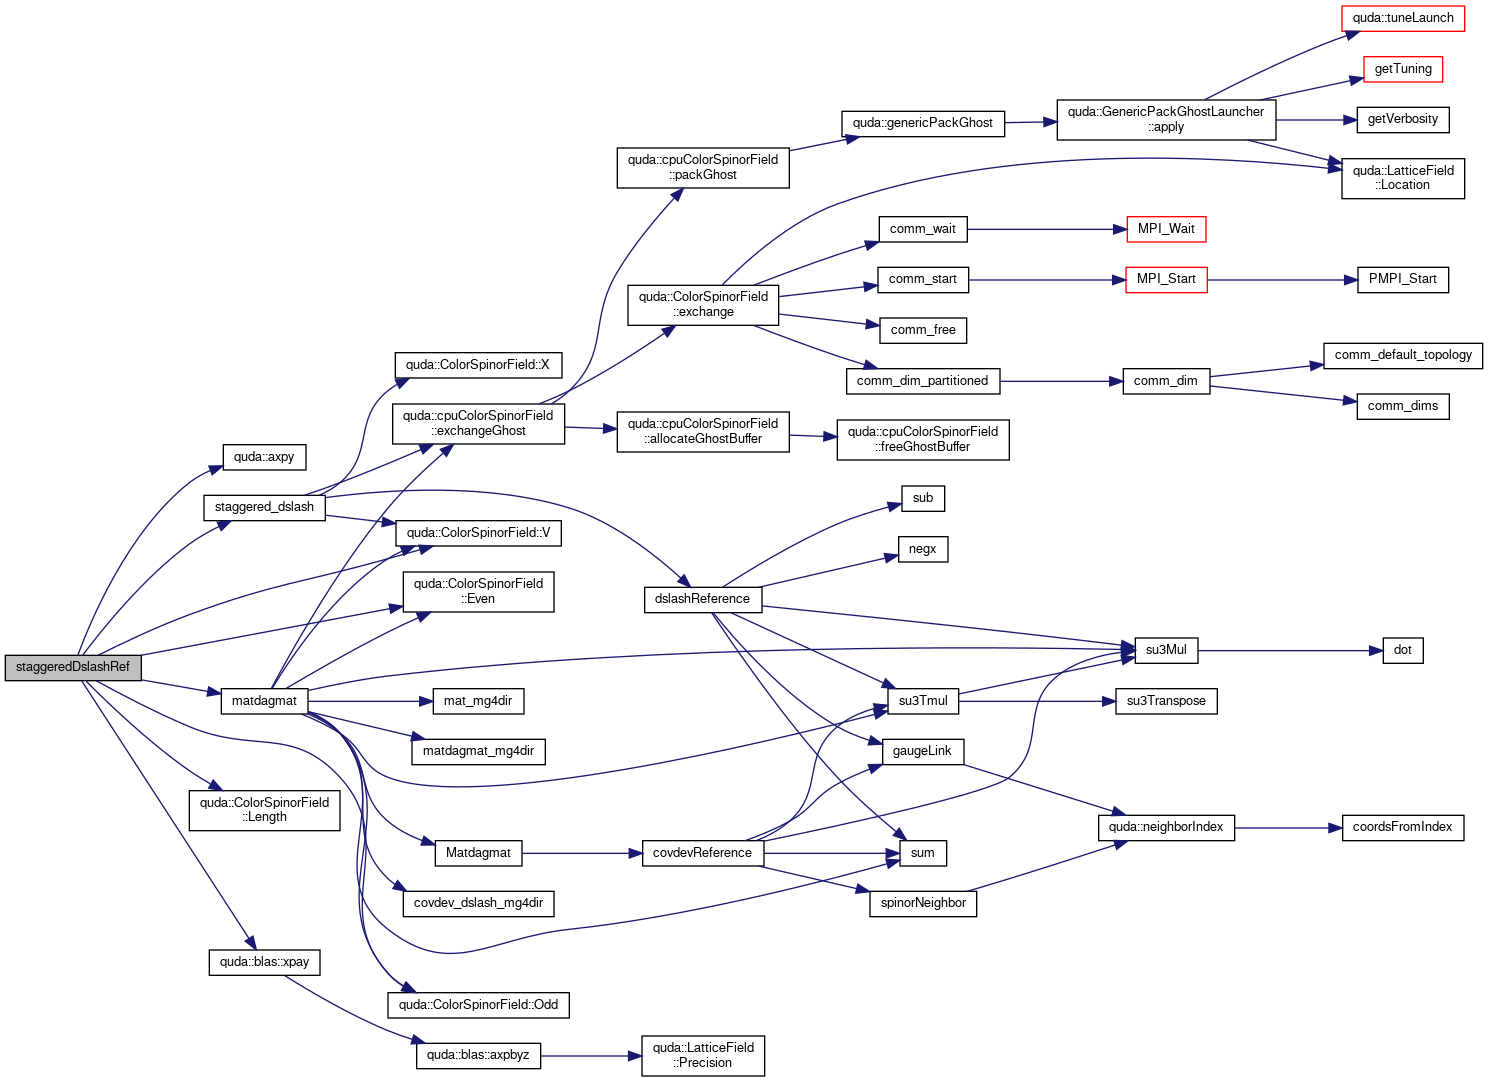 quda::tuneLaunch
getTuning
quda::GenericPackGhostLauncher
::apply
quda::genericPackGhost
getVerbosity
quda::cpuColorSpinorField
::packGhost
quda::LatticeField
::Location
comm_wait
MPI_Wait
quda::ColorSpinorField
::exchange
comm_start
MPI_Start
PMPI_Start
comm_free
comm_dim_partitioned
comm_dim
comm_default_topology
comm_dims
quda::ColorSpinorField::X
quda::cpuColorSpinorField
::exchangeGhost
quda::cpuColorSpinorField
::allocateGhostBuffer
quda::cpuColorSpinorField
::freeGhostBuffer
quda::axpy
staggered_dslash
quda::ColorSpinorField::V
sub
negx
quda::ColorSpinorField
::Even
dslashReference
staggeredDslashRef
matdagmat
mat_mg4dir
matdagmat_mg4dir
su3Mul
dot
su3Tmul
su3Transpose
gaugeLink
quda::ColorSpinorField
::Length
Matdagmat
covdevReference
sum
quda::neighborIndex
coordsFromIndex
covdev_dslash_mg4dir
spinorNeighbor
quda::blas::xpay
quda::ColorSpinorField::Odd
quda::blas::axpbyz
quda::LatticeField
::Precision